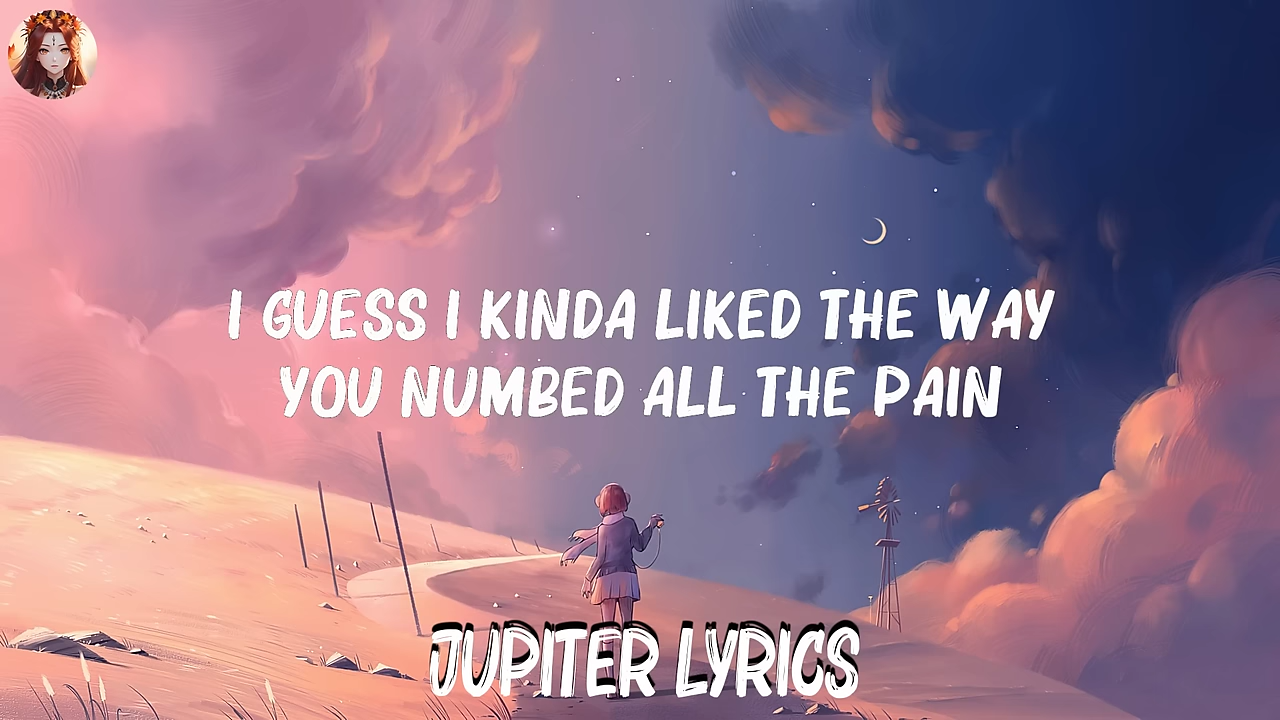 I GUESS I KINDA LIKED THE WAY
YOU NUMBED ALL THE PAIN
JUPITER LYRICS